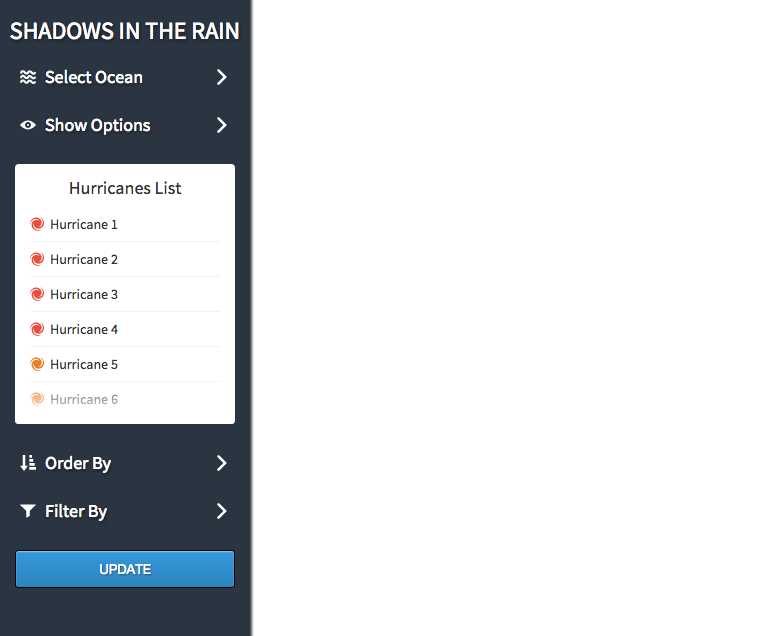 SHADOWS IN THE RAIN
Select Ocean
Show Options
Hurricanes List
Hurricane 1
Hurricane 2
Hurricane 3
Hurricane 4
Hurricane 5
Hurricane 6
Order By
Filter By
UPDATE